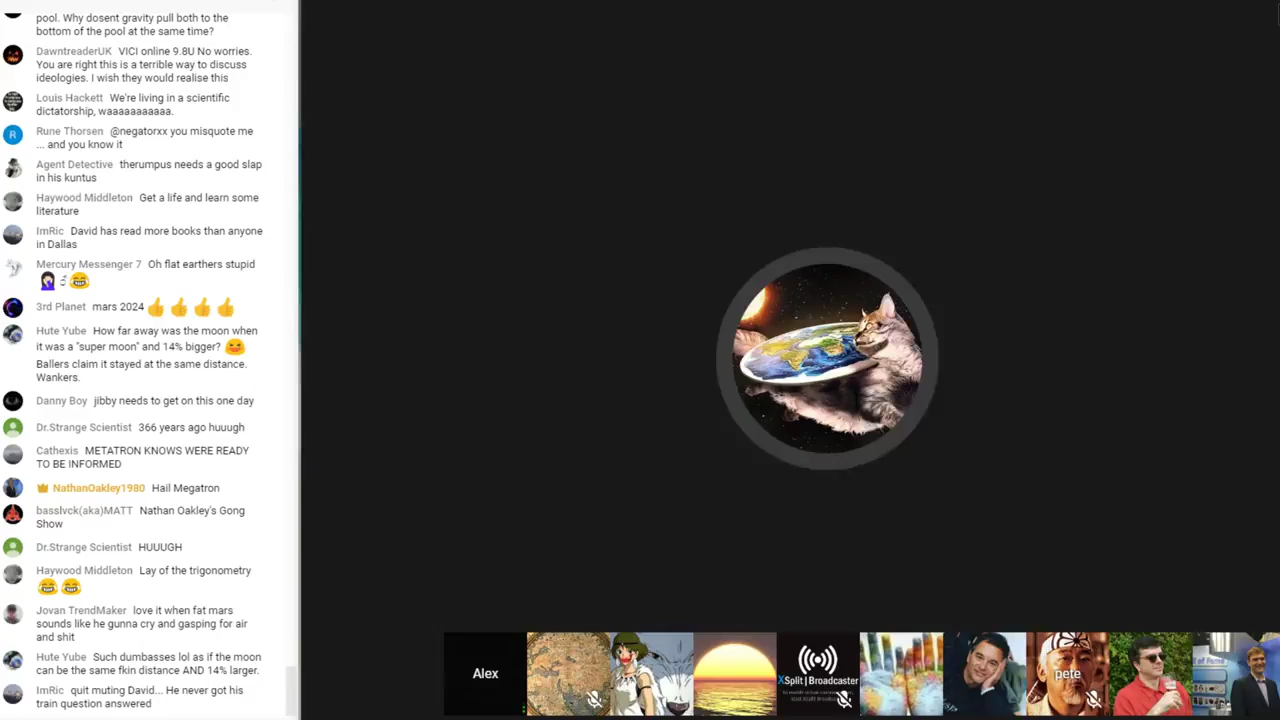 pool. Why dosent gravity pull both to the
bottom of the pool at the same time?
DawntreaderUK VICI online 9.8U No worries.
You are right this is a terrible way to discuss
ideologies. I wish they would realise this
Louis Hackett We're living in a scientific
dictatorship, waaaaaaaaaa.
Rune Thorsen @negatorxx you misquote me
... and you know it
Agent Detective therumpus needs a good slap
in his kuntus
Haywood Middleton Get a life and learn some
literature
ImRic David has read more books than anyone
in Dallas
Mercury Messenger 7 Oh flat earthers stupid
🤦🏻‍♀️ 😂
3rd Planet mars 2024 👍 👍 👍 👍
Hute Yube How far away was the moon when
it was a "super moon" and 14% bigger? 😆
Ballers claim it stayed at the same distance.
Wankers.
Danny Boy jibby needs to get on this one day
Dr.Strange Scientist 366 years ago huuugh
Cathexis METATRON KNOWS WERE READY
TO BE INFORMED
NathanOakley1980 Hail Megatron
basslvck(aka)MATT Nathan Oakley's Gong
Show
Dr.Strange Scientist HUUUGH
Haywood Middleton Lay of the trigonometry
😂 😂
Jovan TrendMaker love it when fat mars
sounds like he gunna cry and gasping for air
and shit
Hute Yube Such dumbasses lol as if the moon
can be the same fkin distance AND 14% larger.
ImRic quit muting David... He never got his
train question answered
R
Alex
XSplit | Broadcaster
pete